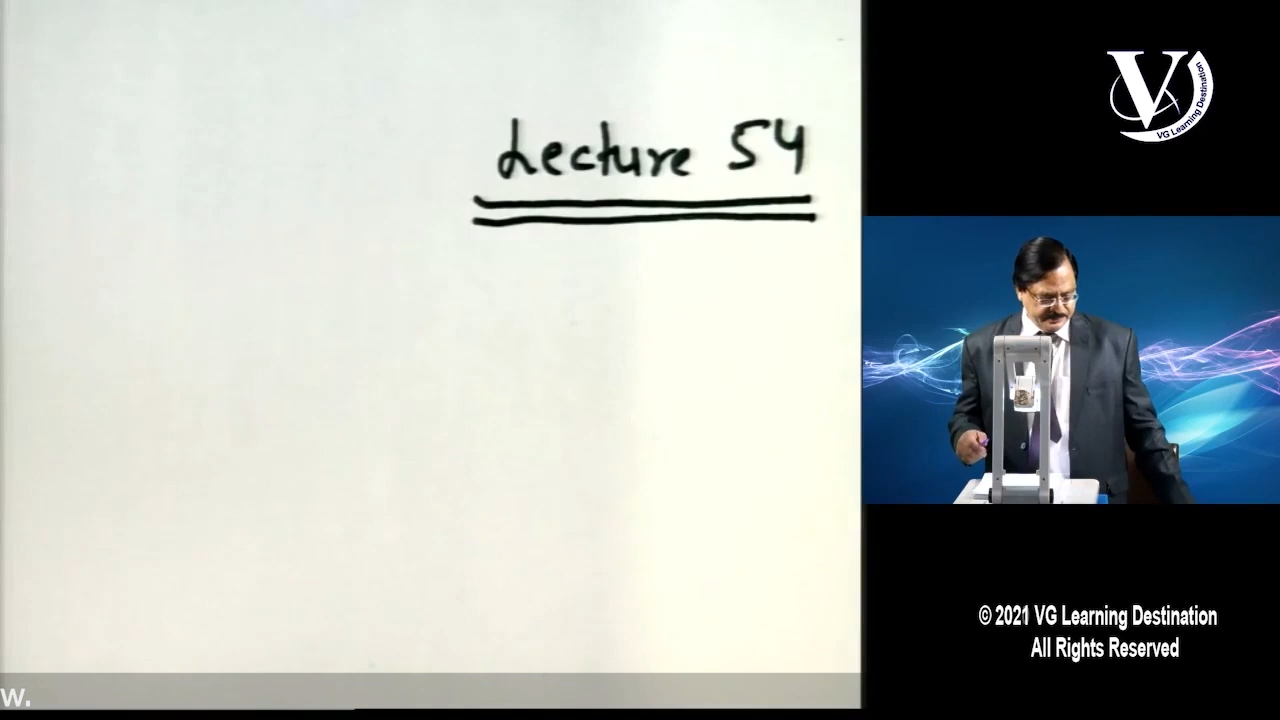 Lecture 54
V
VG Learning Destination
© 2021 VG Learning Destination
All Rights Reserved
w.